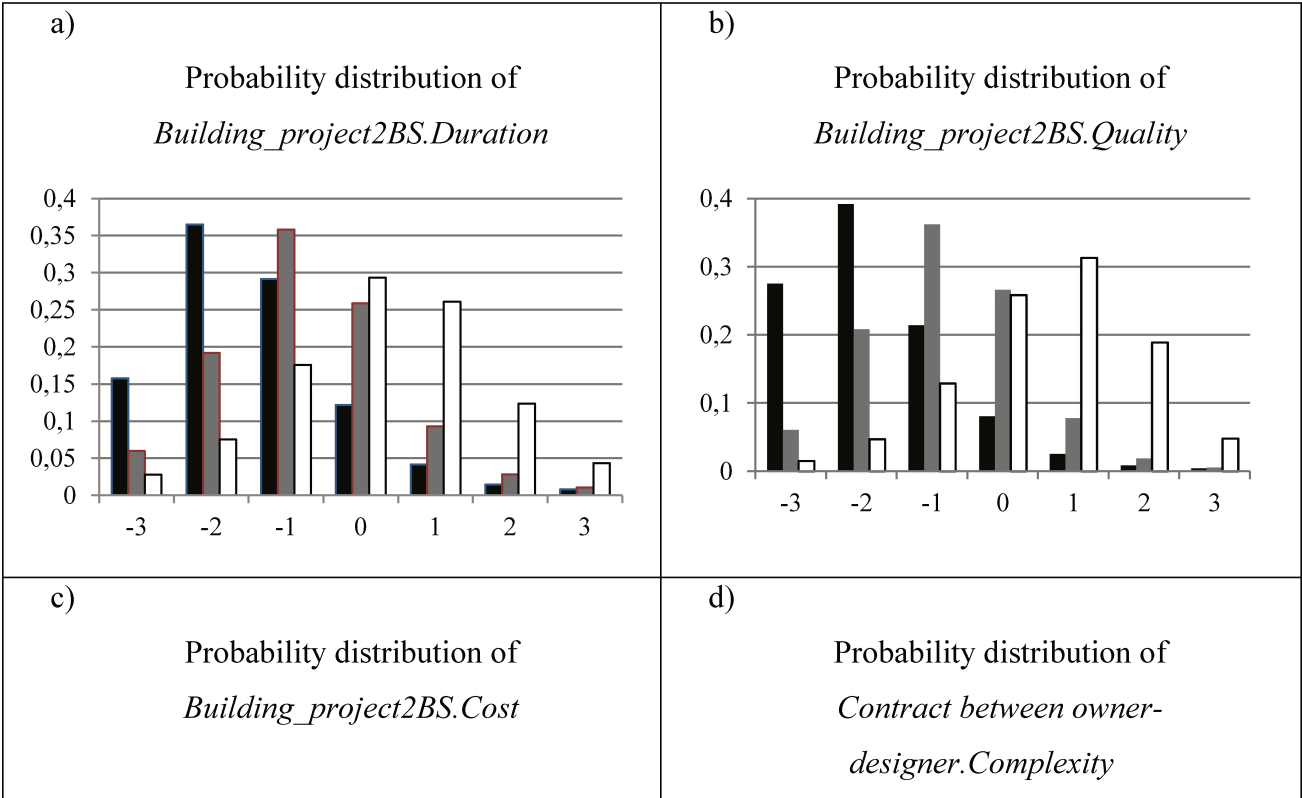 a)
Probability distribution of
Building_project2BS.Duration
0,4
0,35
0,3
0,25
0,2
0,15
0,1
0,05
0
-3 -2 -1 0 1 2 3
b)
Probability distribution of
Building_project2BS.Quality
0,4
0,3
0,2
0,1
0
-3 -2 -1 0 1 2 3
c)
Probability distribution of
Building_project2BS.Cost
d)
Probability distribution of
Contract between owner-
designer.Complexity